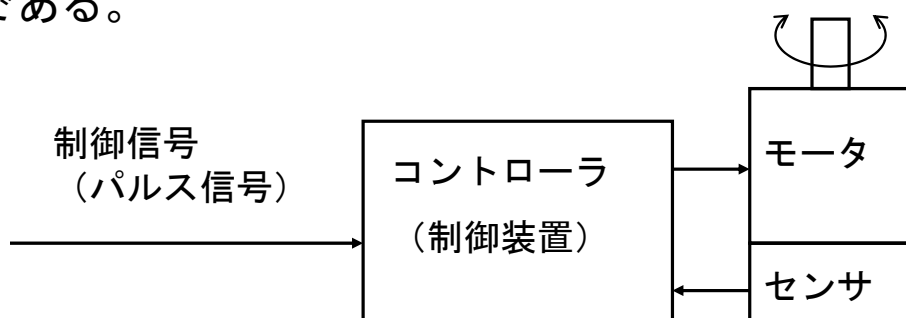 である。
制御信号
（パルス信号）
コントローラ
（制御装置）
モータ
センサ